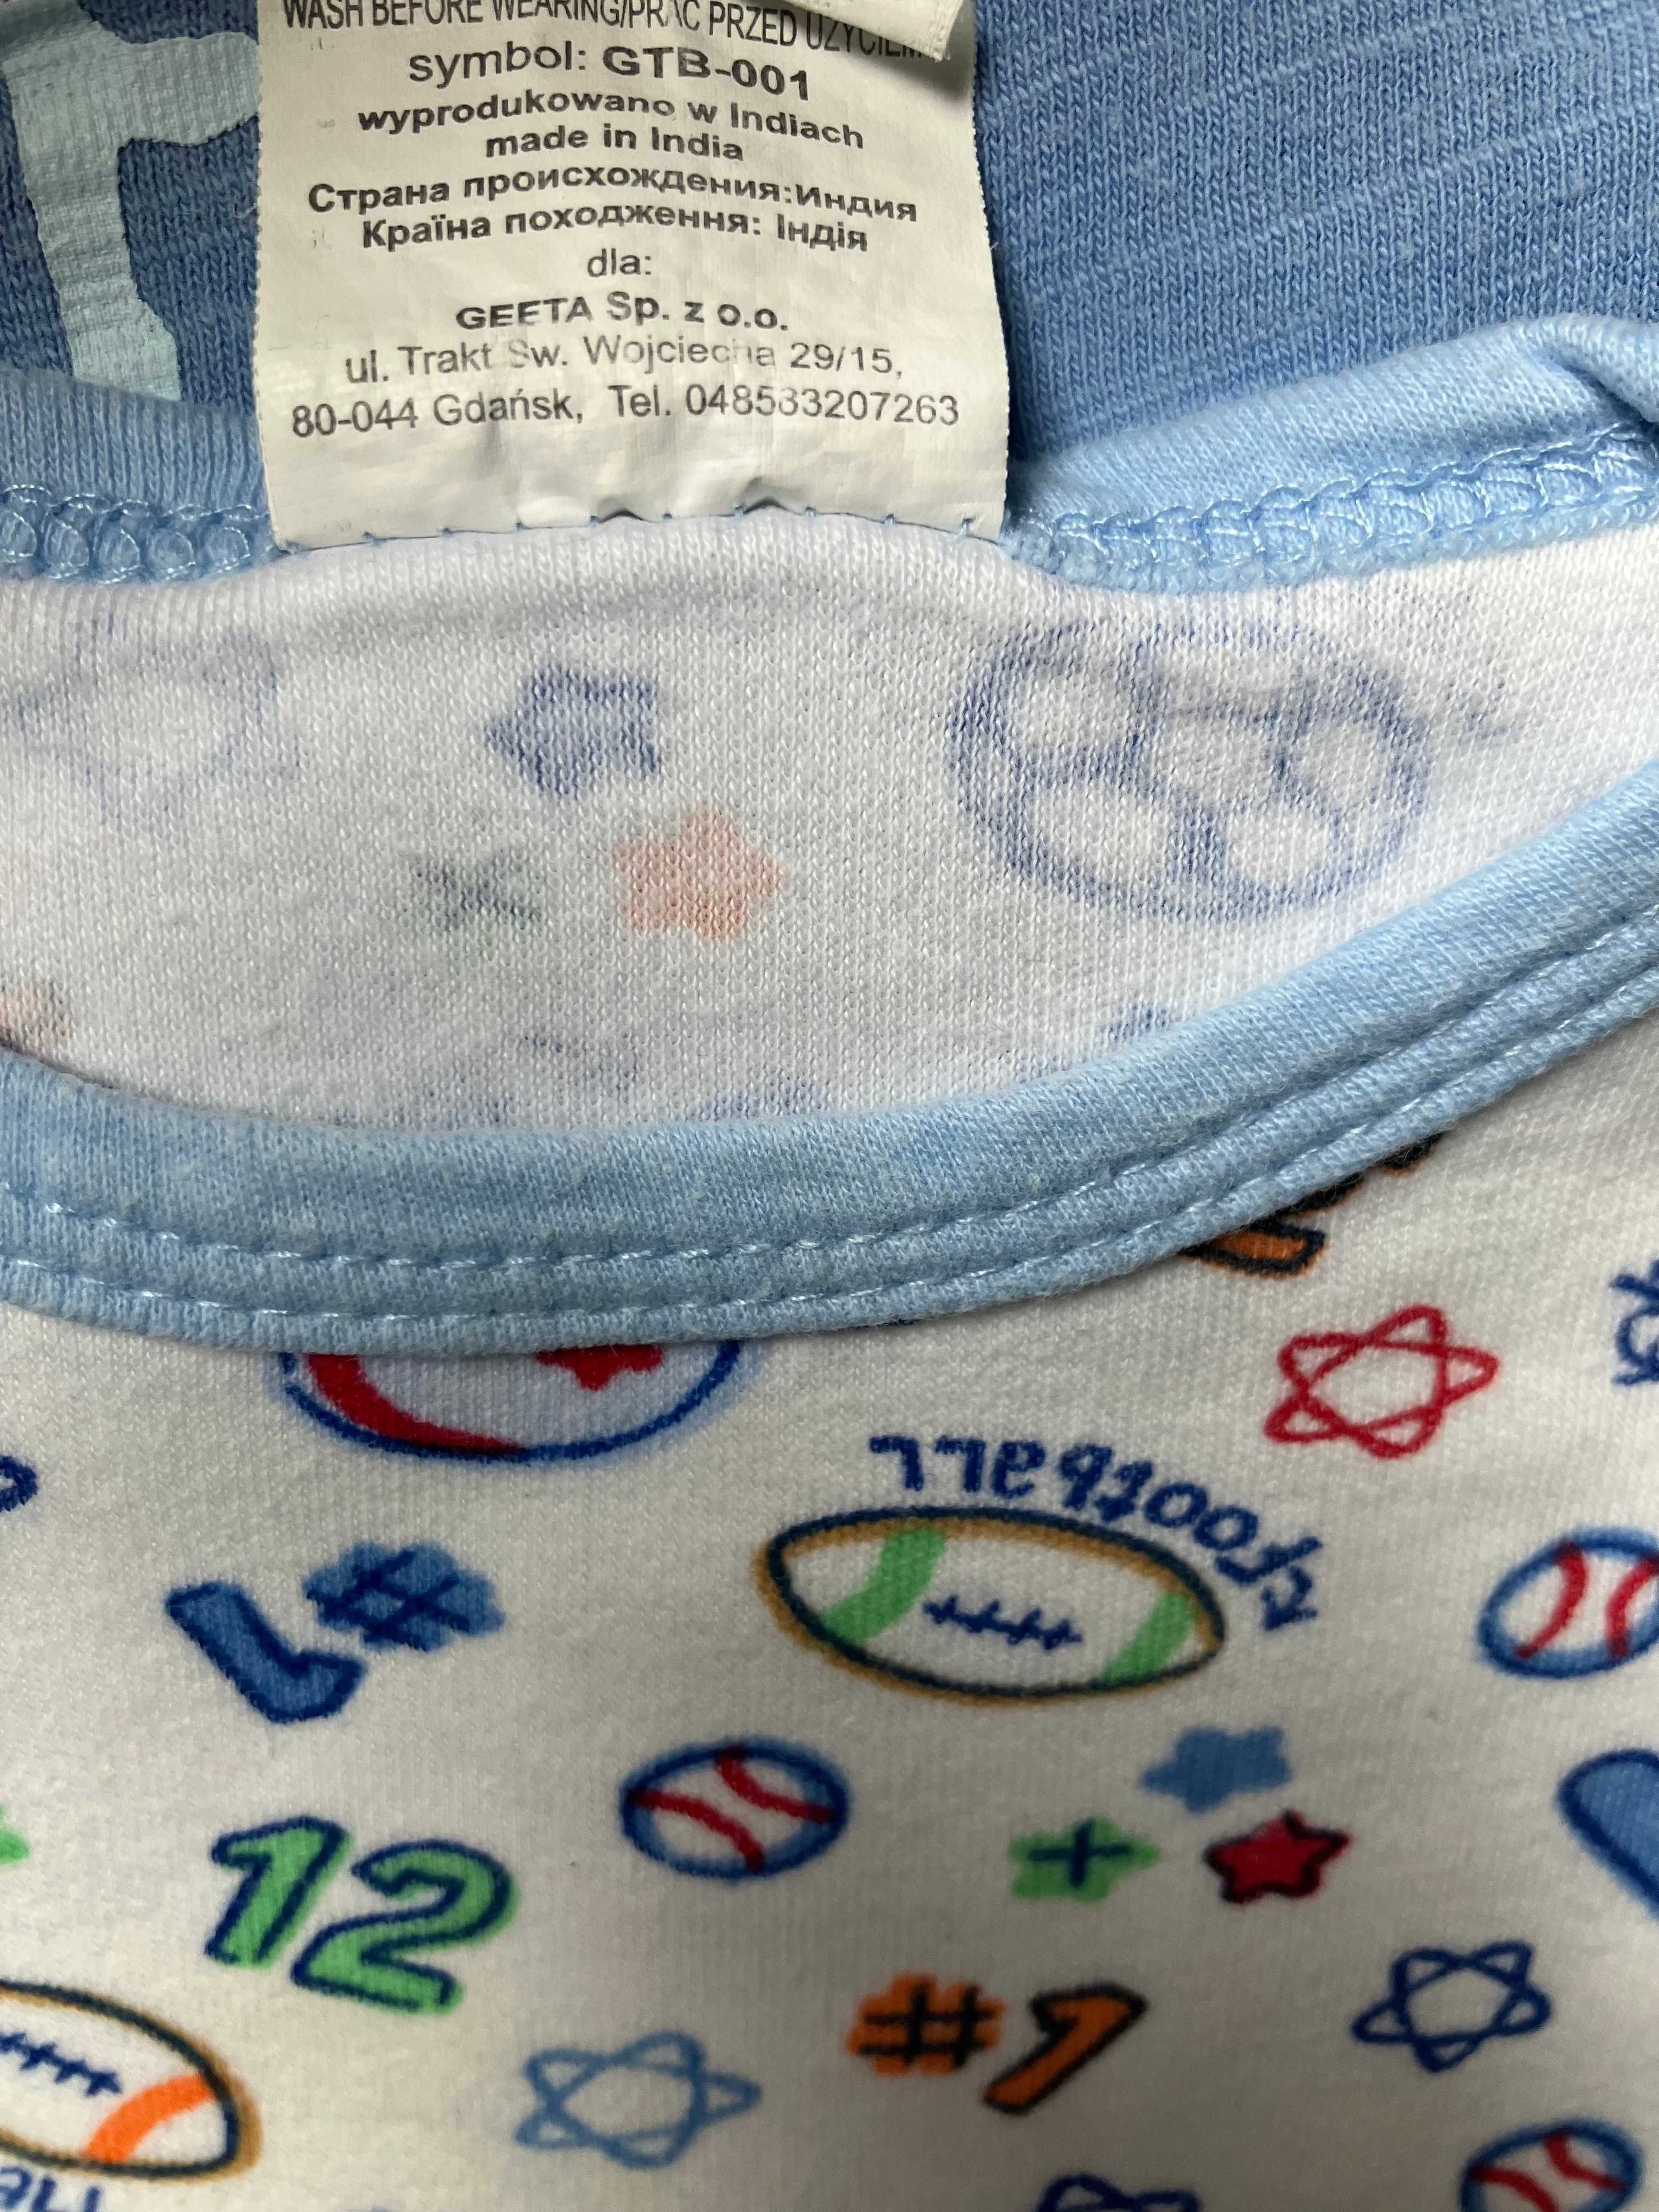 WASH BEFORE WEARING/PRAĆ PRZED UŻYCIEM
symbol: GTB-001
wyprodukowano w Indiach
made in India
Страна происхождения:Индия
Країна походження: Індія
dla:
GEETA Sp. z o.o.
ul. Trakt Św. Wojciecha 29/15,
80-044 Gdańsk, Tel. 048533207263
football
#1
12
#1